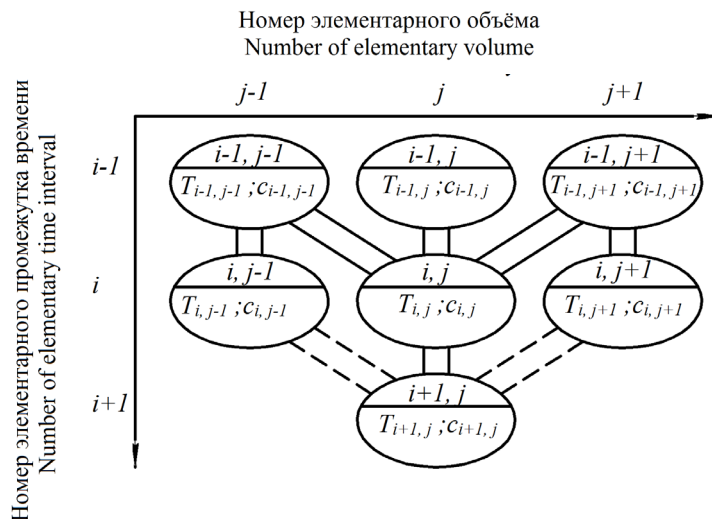 Номер элементарного объёма
Number of elementary volume
j-1 j j+1
Номер элементарного промежутка времени
Number of elementary time interval
i-1
i-1, j-1 i-1, j i-1, j+1
Ti-1, j-1 ;ci-1, j-1 Ti-1, j ;ci-1, j Ti-1, j+1 ;ci-1, j+1
i
i, j-1 i, j i, j+1
Ti, j-1 ;ci, j-1 Ti, j ;ci, j Ti, j+1 ;ci, j+1
i+1
i+1, j
Ti+1, j ;ci+1, j